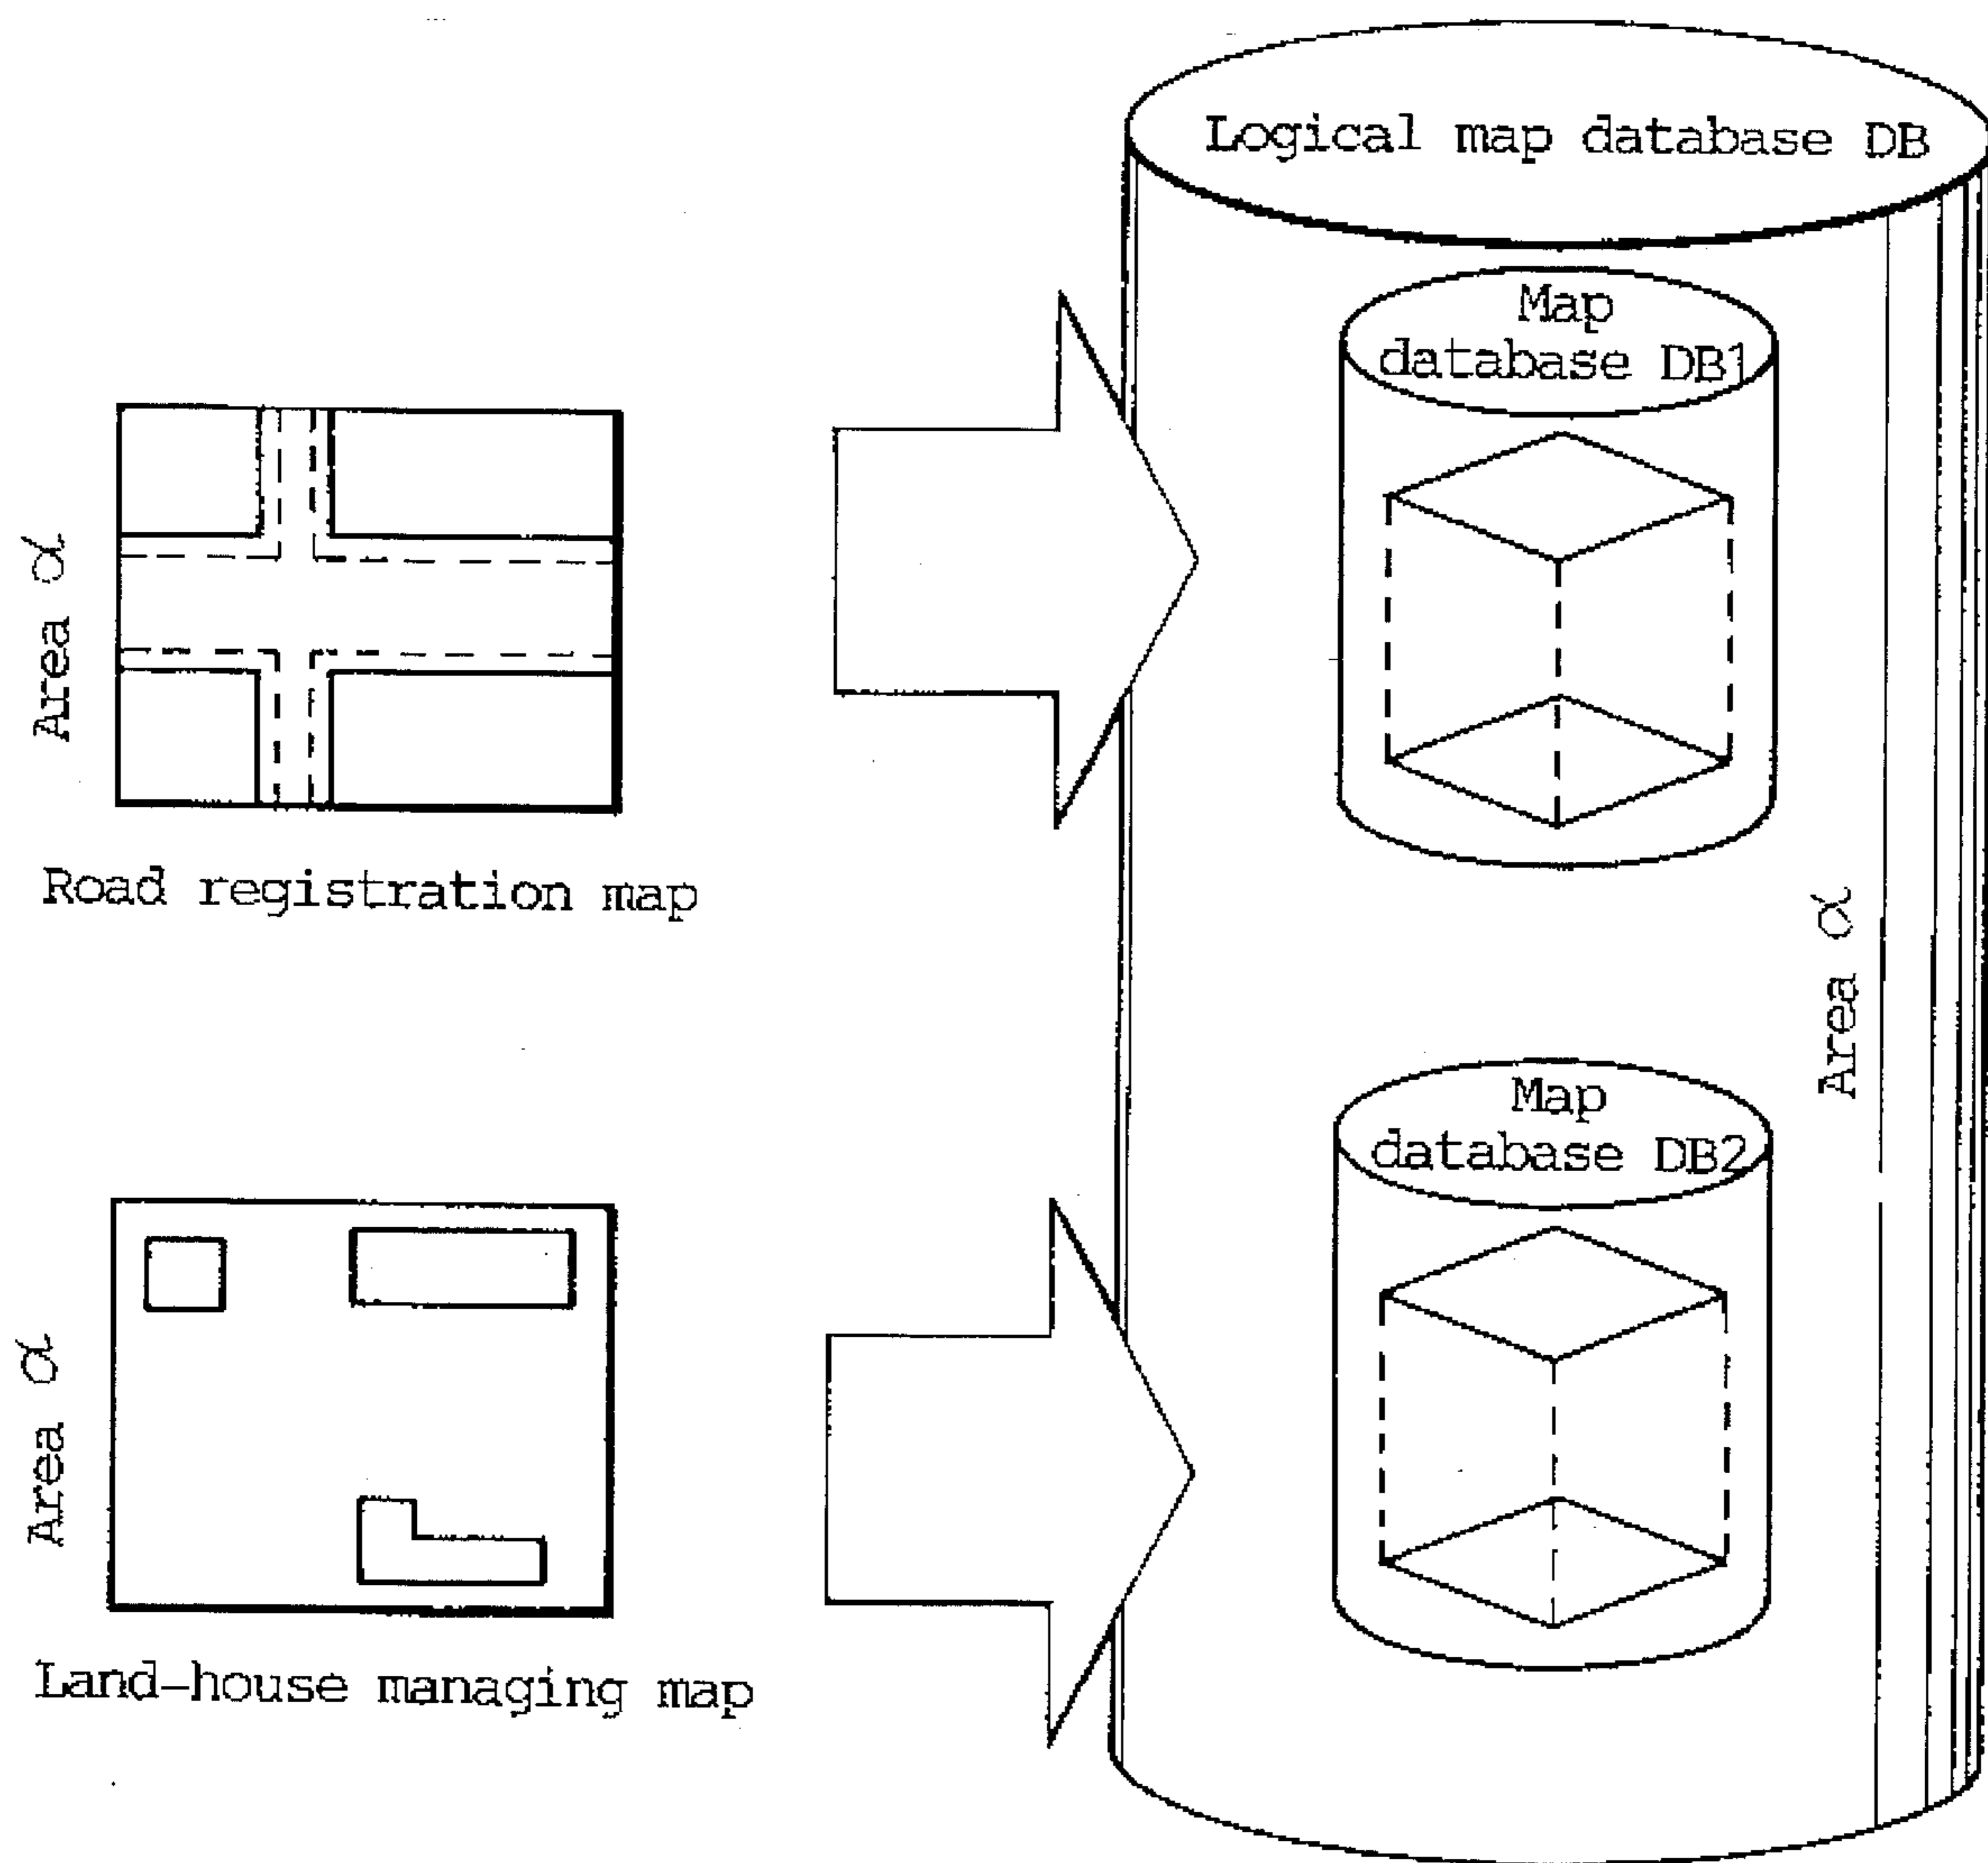 Logical map database DB
Map
database DB1
Area α
Road registration map
Area α
Map
database DB2
Area α
Land-house managing map